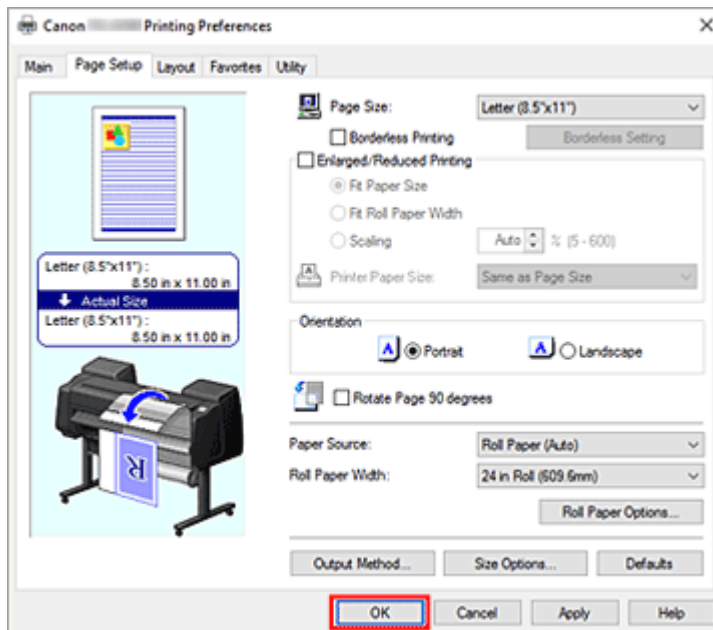 Canon Printing Preferences
Main Page Setup Layout Favorites Utility
Page Size: Letter (8.5"x11")
Borderless Printing Borderless Setting
Enlarged/Reduced Printing
Fit Paper Size
Fit Roll Paper Width
Scaling Auto % (5 - 600)
Printer Paper Size: Same as Page Size
Letter (8.5"x11") :
8.50 in x 11.00 in
Actual Size
Letter (8.5"x11") :
8.50 in x 11.00 in
Orientation
A Portrait A Landscape
Rotate Page 90 degrees
Paper Source: Roll Paper (Auto)
Roll Paper Width: 24 in Roll (609.6mm)
Roll Paper Options...
R
Output Method... Size Options... Defaults
OK Cancel Apply Help